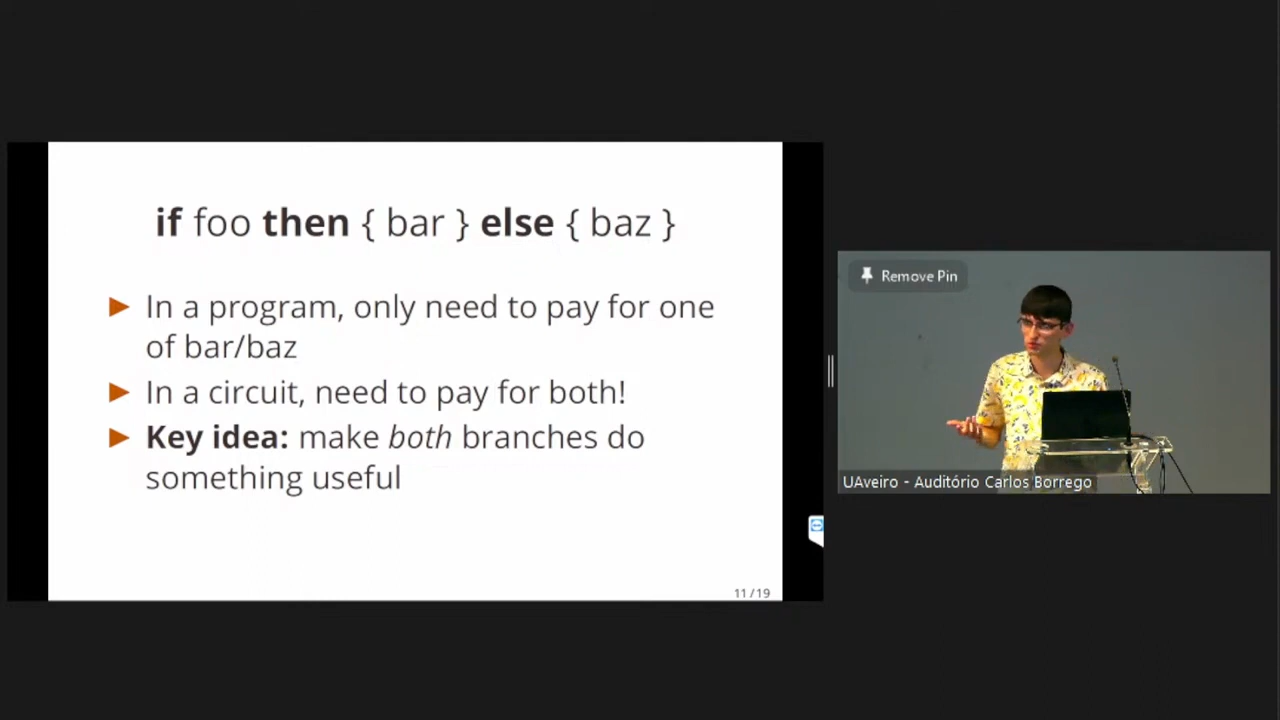 if foo then { bar } else { baz }
▶ In a program, only need to pay for one
of bar/baz
▶ In a circuit, need to pay for both!
▶ Key idea: make both branches do
something useful
11 / 19
Remove Pin
UAveiro - Auditório Carlos Borrego